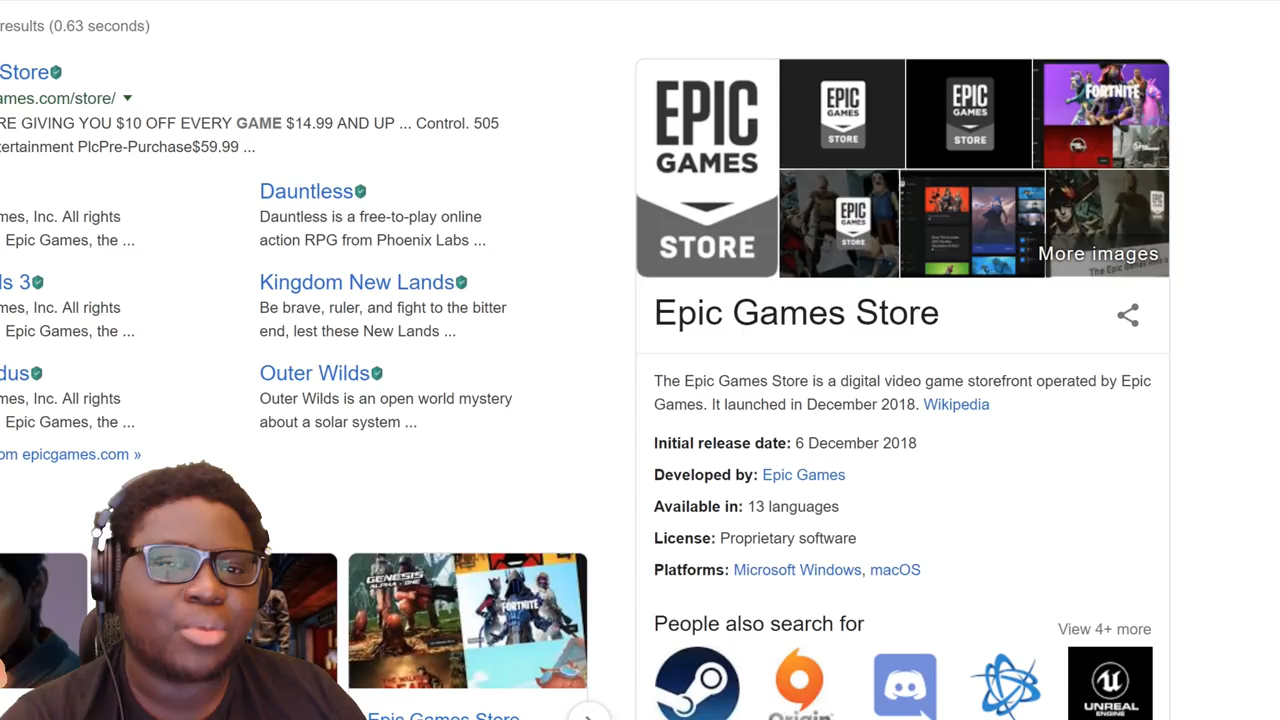 results (0.63 seconds)
Store
ames.com/store/
RE GIVING YOU $10 OFF EVERY GAME $14.99 AND UP ... Control. 505
tertainment PlcPre-Purchase$59.99 ...
mes, Inc. All rights
Epic Games, the ...
Dauntless
Dauntless is a free-to-play online
action RPG from Phoenix Labs ...
ls 3
mes, Inc. All rights
Epic Games, the ...
Kingdom New Lands
Be brave, ruler, and fight to the bitter
end, lest these New Lands ...
dus
mes, Inc. All rights
Epic Games, the ...
Outer Wilds
Outer Wilds is an open world mystery
about a solar system ...
om epicgames.com »
GENESIS
ALPHA ONE
FORTNITE
THE WALKING
Epic Games Store
EPIC
GAMES
STORE
EPIC
GAMES
STORE
EPIC
GAMES
STORE
FORTNITE
EPIC
GAMES
STORE
EPIC
GAMES
More images
Epic Games Store
The Epic Games Store is a digital video game storefront operated by Epic
Games. It launched in December 2018. Wikipedia
Initial release date: 6 December 2018
Developed by: Epic Games
Available in: 13 languages
License: Proprietary software
Platforms: Microsoft Windows, macOS
People also search for
View 4+ more
Origin
UNREAL
ENGINE